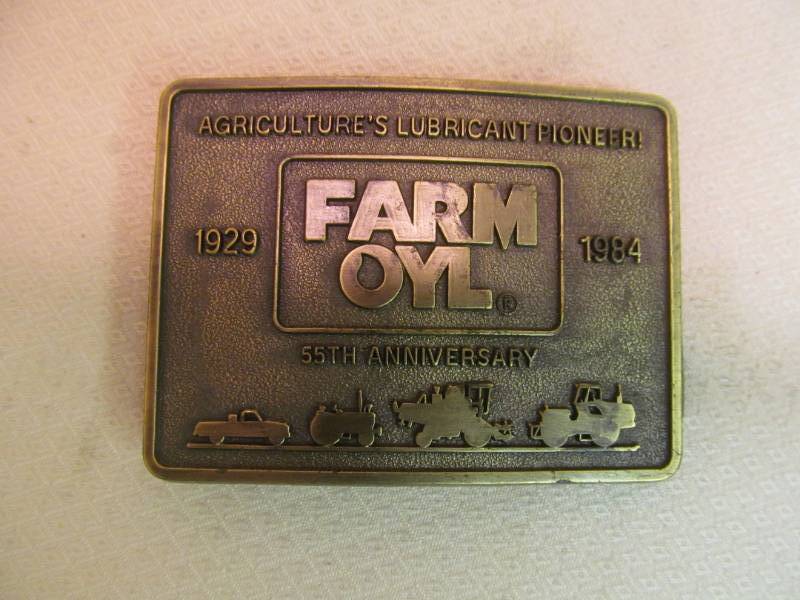 AGRICULTURE'S LUBRICANT PIONEER!
1929
FARM
OYL®
1984
55TH ANNIVERSARY